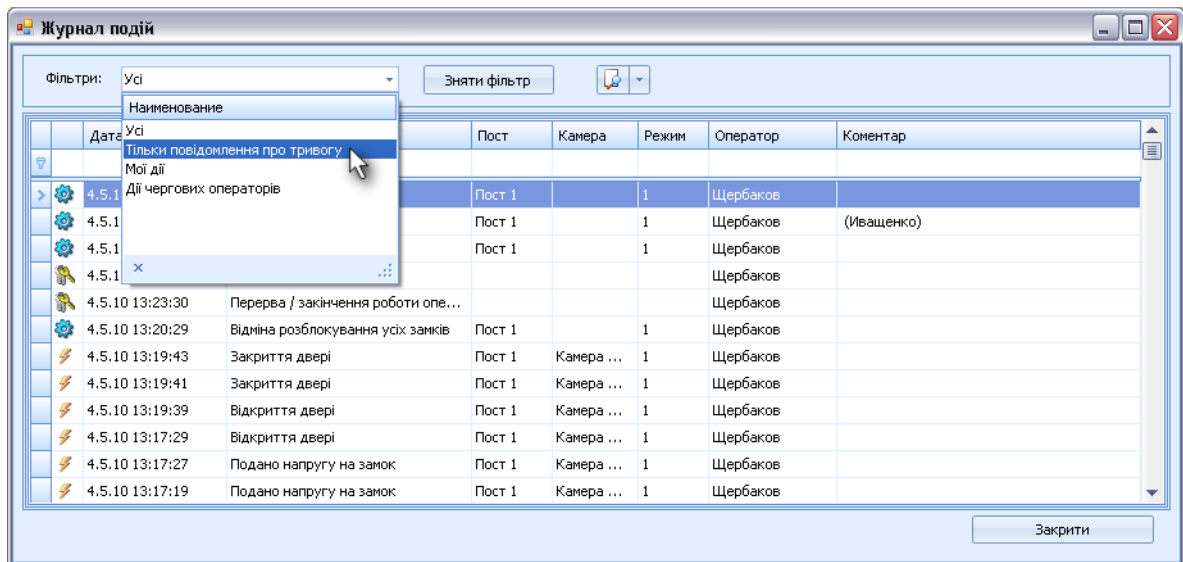 Журнал подій
Фільтри: Усі Зняти фільтр
Наименование
Дата Пост Камера Режим Оператор Коментар
Усі
Тільки повідомлення про тривогу
Мої дії
Дії чергових операторів
4.5.1 Пост 1 1 Щербаков
4.5.1 Пост 1 1 Щербаков (Иващенко)
4.5.1 Пост 1 1 Щербаков
4.5.1 Щербаков
4.5.10 13:23:30 Перерва / закінчення роботи опе... Щербаков
4.5.10 13:20:29 Відміна розблокування усіх замків Пост 1 1 Щербаков
4.5.10 13:19:43 Закриття двері Пост 1 Камера ... 1 Щербаков
4.5.10 13:19:41 Закриття двері Пост 1 Камера ... 1 Щербаков
4.5.10 13:19:39 Відкриття двері Пост 1 Камера ... 1 Щербаков
4.5.10 13:17:29 Відкриття двері Пост 1 Камера ... 1 Щербаков
4.5.10 13:17:27 Подано напругу на замок Пост 1 Камера ... 1 Щербаков
4.5.10 13:17:19 Подано напругу на замок Пост 1 Камера ... 1 Щербаков
Закрити